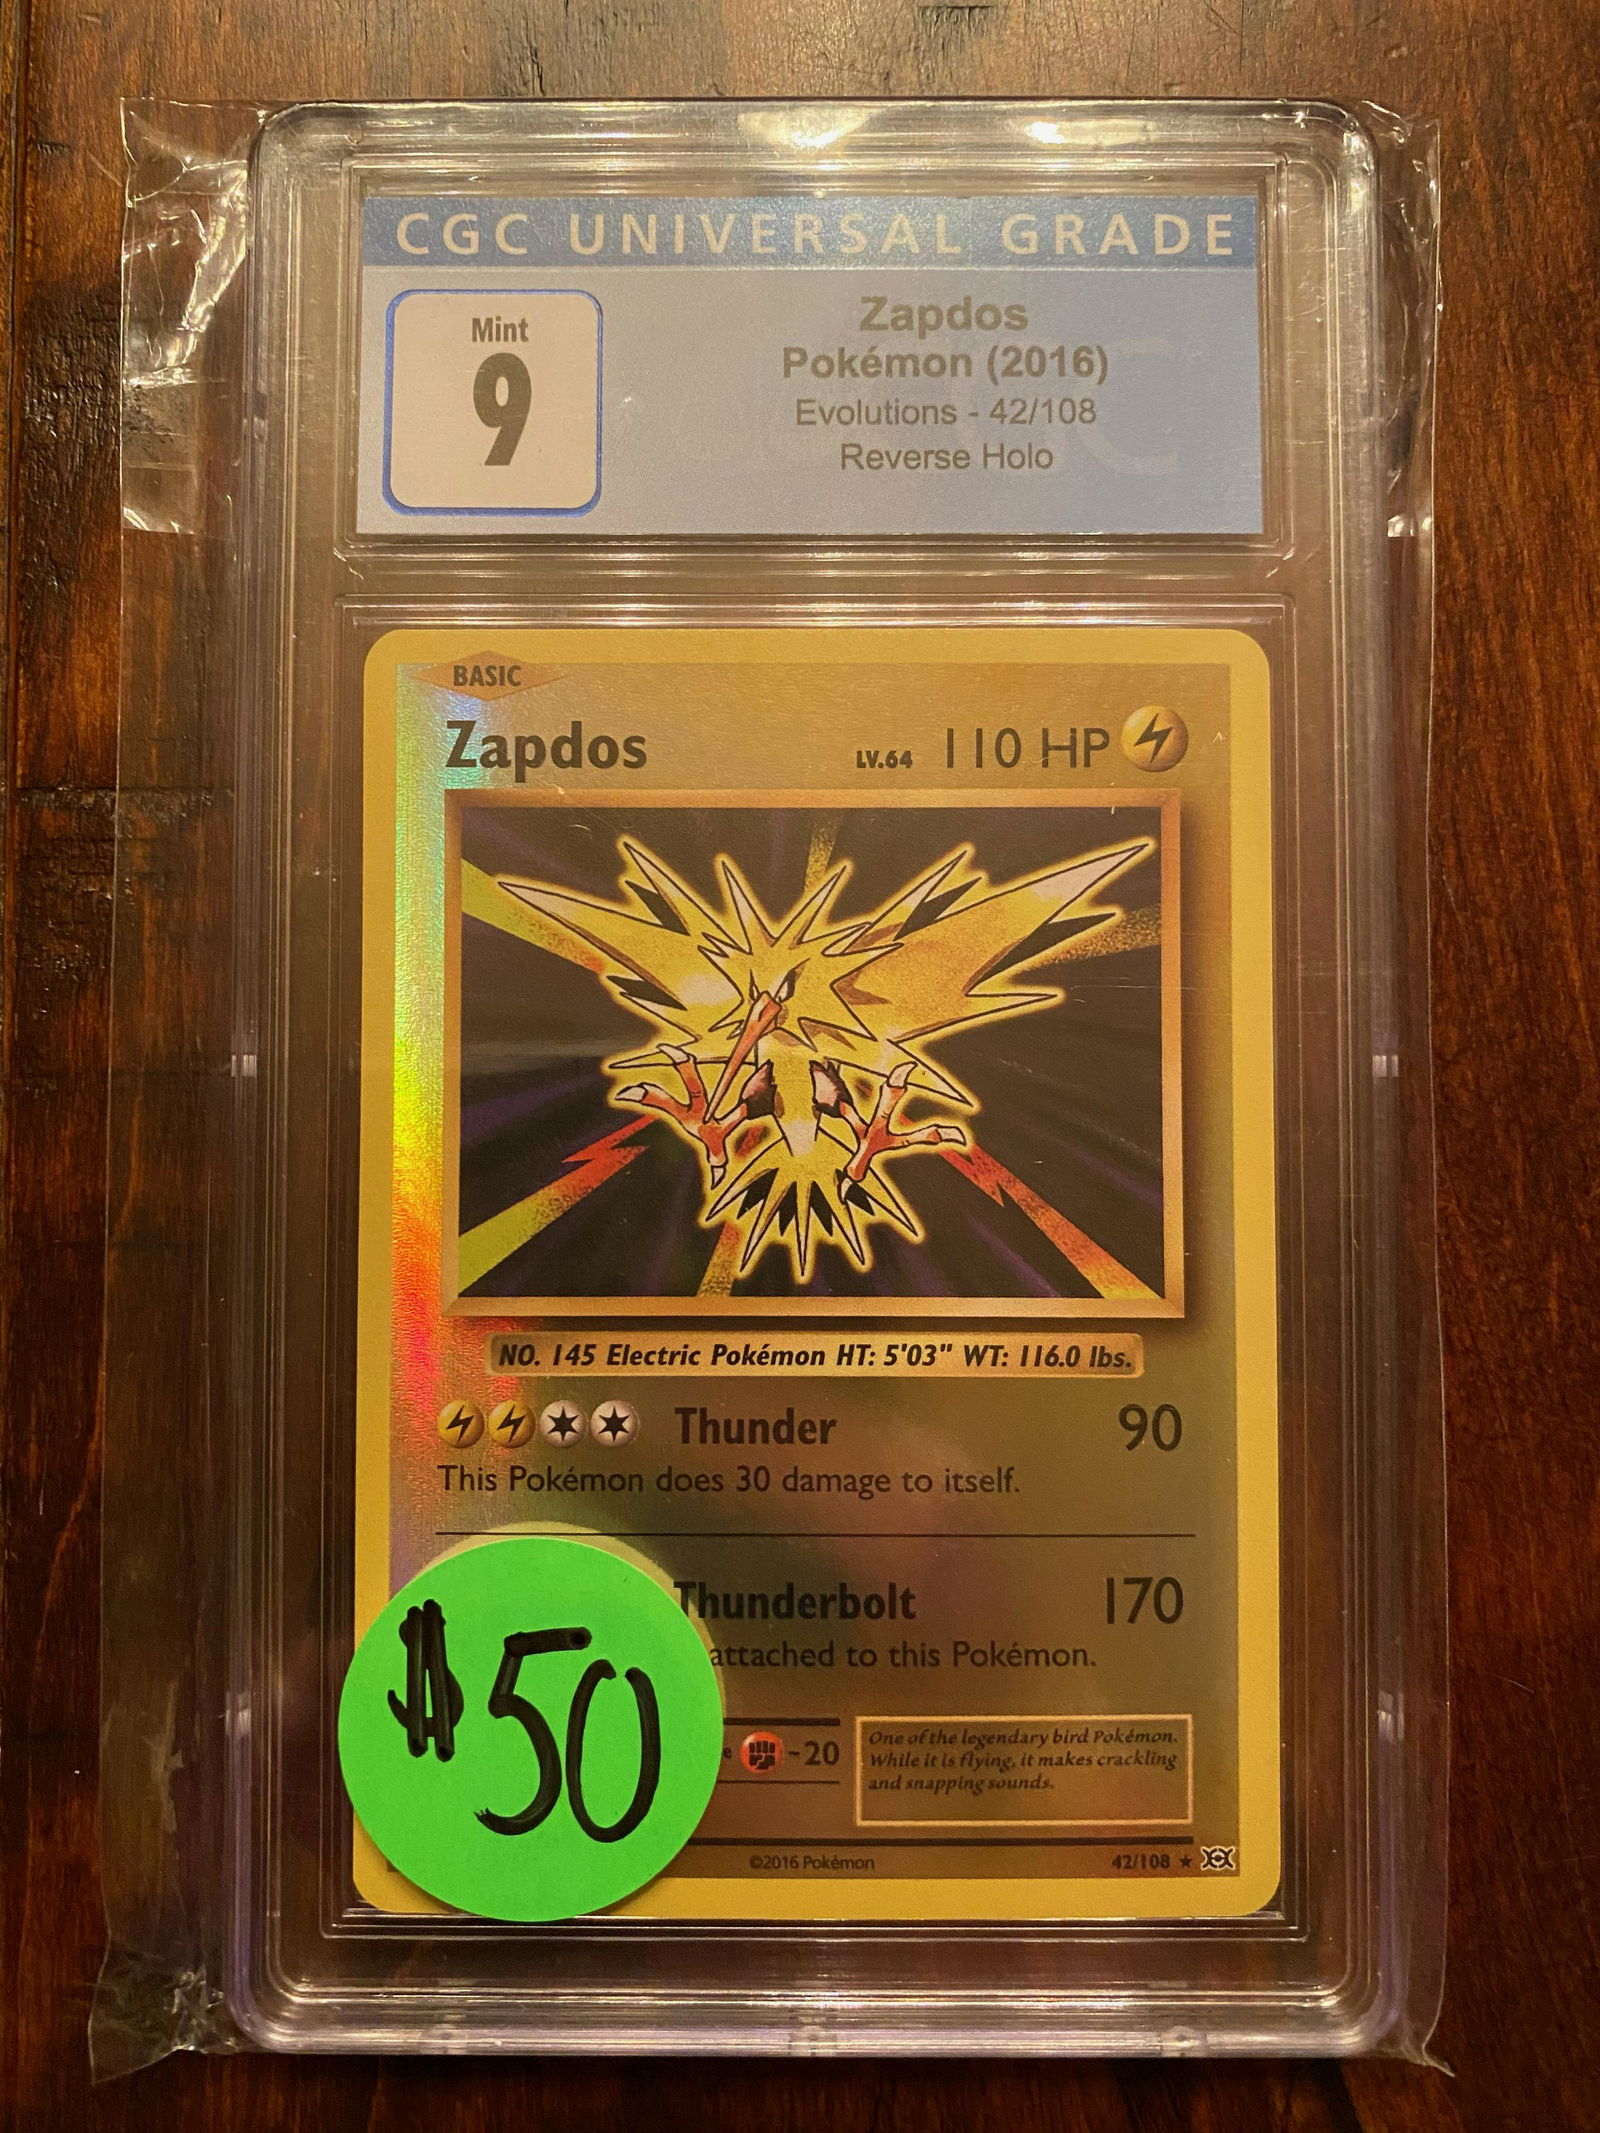 CGC UNIVERSAL GRADE
Mint
9
Zapdos
Pokémon (2016)
Evolutions - 42/108
Reverse Holo
BASIC
Zapdos LV.64 110 HP
NO. 145 Electric Pokémon HT: 5'03" WT: 116.0 lbs.
Thunder 90
This Pokémon does 30 damage to itself.
Thunderbolt 170
attached to this Pokémon.
$50
-20
One of the legendary bird Pokémon.
While it is flying, it makes crackling
and snapping sounds.
©2016 Pokémon
42/108